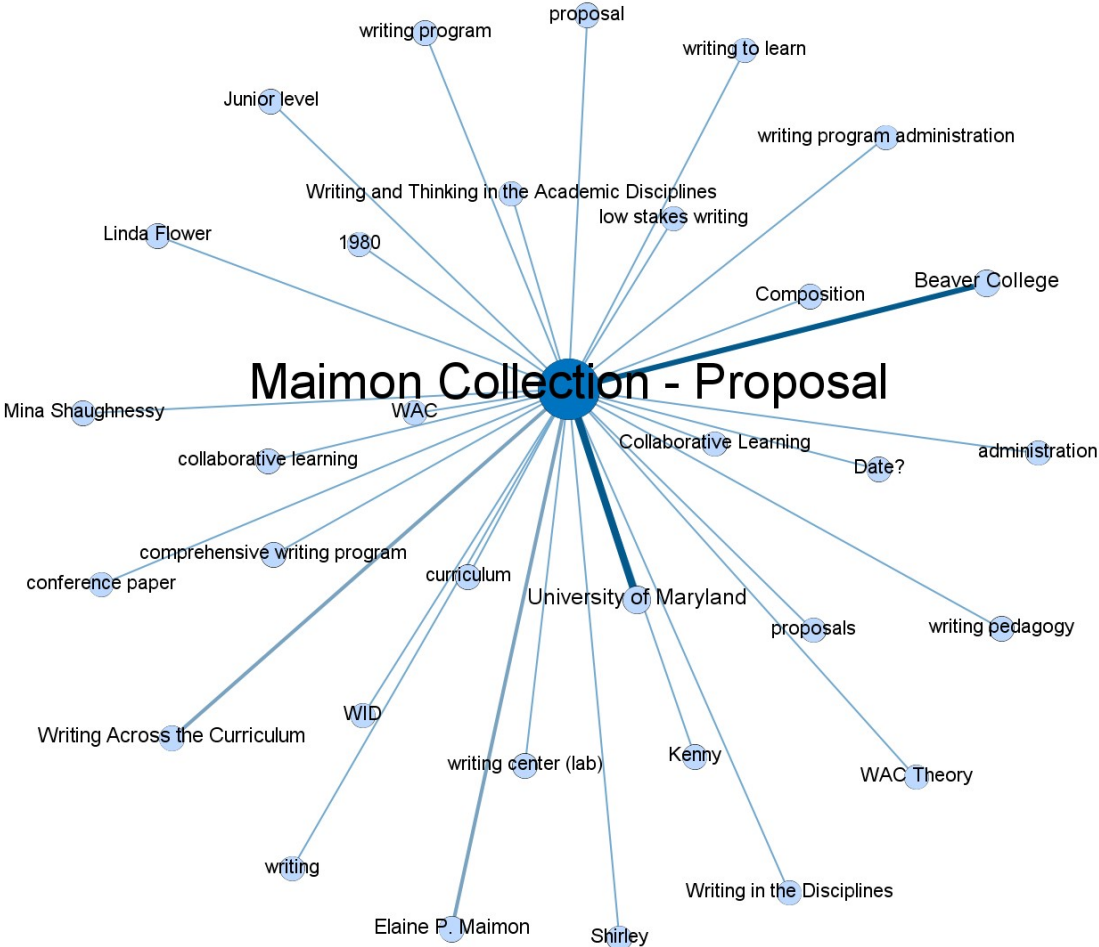 proposal
writing program
writing to learn
Junior level
writing program administration
Writing and Thinking in the Academic Disciplines
low stakes writing
Linda Flower
1980
Beaver College
Composition
Maimon Collection - Proposal
Mina Shaughnessy
WAC
Collaborative Learning
administration
collaborative learning
Date?
comprehensive writing program
curriculum
conference paper
University of Maryland
proposals
writing pedagogy
WID
Writing Across the Curriculum
Kenny
writing center (lab)
WAC Theory
writing
Writing in the Disciplines
Elaine P. Maimon
Shirley